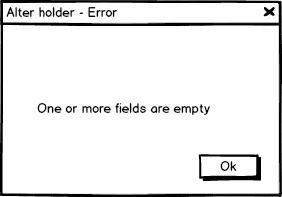 Alter holder - Error
One or more fields are empty
Ok